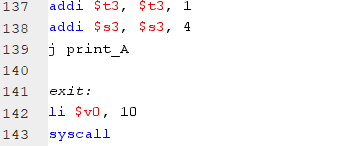 137 addi $t3, $t3, 1
138 addi $s3, $s3, 4
139 j print_A
140
141 exit:
142 li $v0, 10
143 syscall